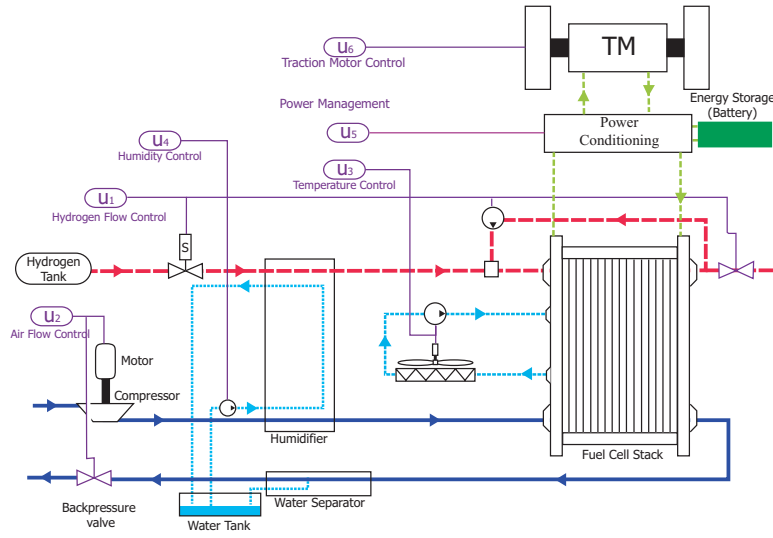 u6
TM
Traction Motor Control
Energy Storage
(Battery)
Power Management
u5
Power
Conditioning
u4
Humidity Control
u3
Temperature Control
u1
Hydrogen Flow Control
S
Hydrogen
Tank
u2
Air Flow Control
Motor
Compressor
Humidifier
Fuel Cell Stack
Backpressure
valve
Water Tank
Water Separator